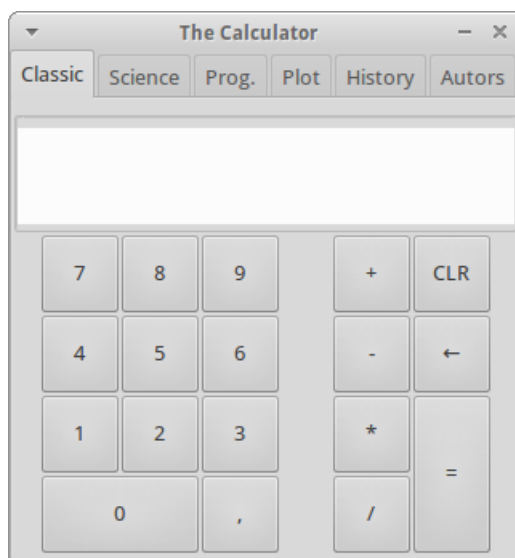 The Calculator
Classic Science Prog. Plot History Autors
7 8 9 + CLR
4 5 6 - ←
1 2 3 * =
0 , /